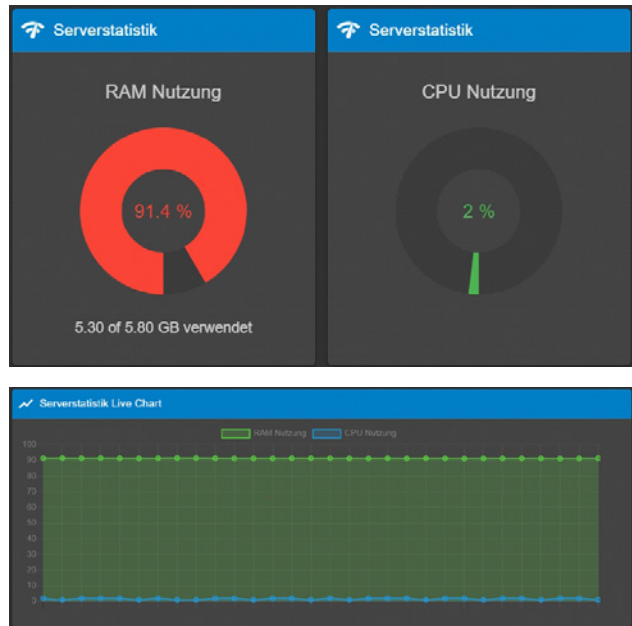 Serverstatistik
RAM Nutzung
91.4 %
5.30 of 5.80 GB verwendet
Serverstatistik
CPU Nutzung
2 %
Serverstatistik Live Chart
RAM Nutzung CPU Nutzung
100
90
80
70
60
50
40
30
20
10
0